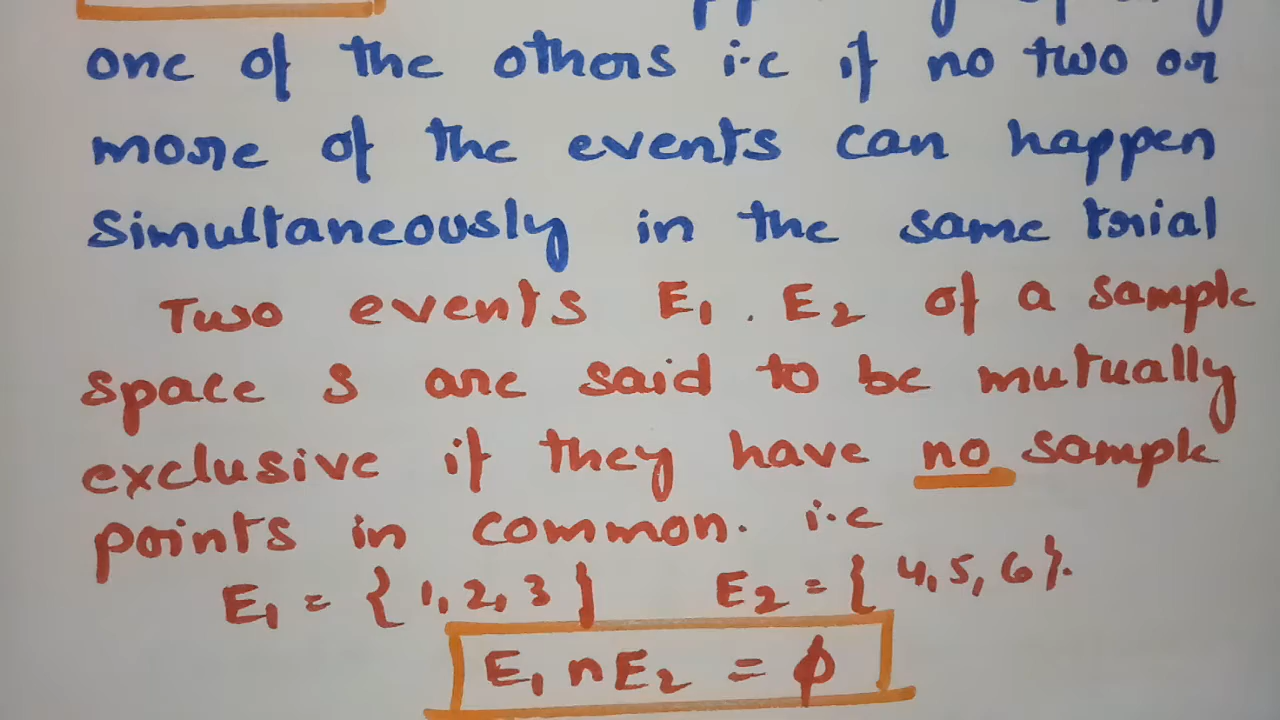 one of the others i.e if no two or
more of the events can happen
simultaneously in the same trial
Two events E₁, E₂ of a sample
space S are said to be mutually
exclusive if they have no sample
points in common. i.e
E₁ = {1, 2, 3} E₂ = {4, 5, 6}.
E₁ ∩ E₂ = ϕ